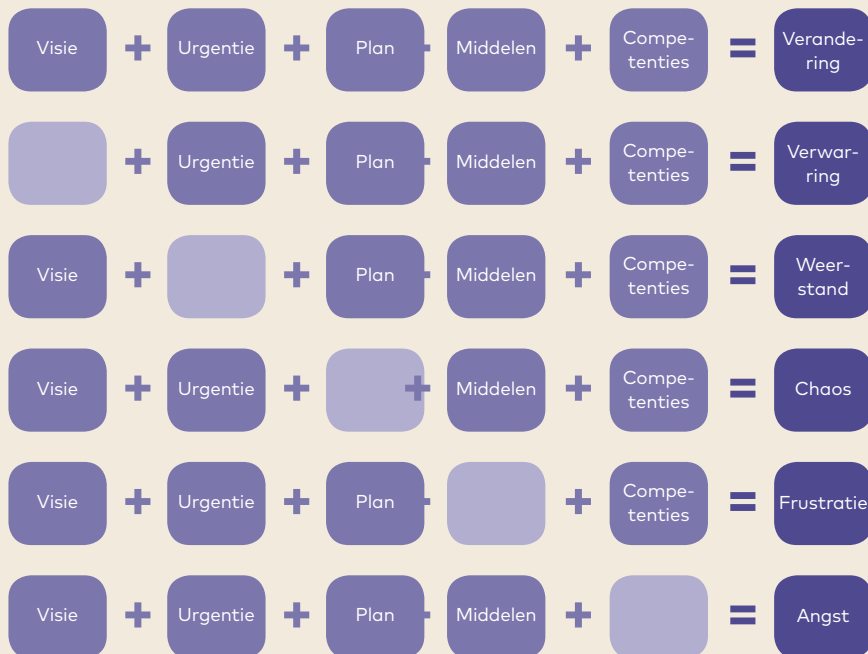 Visie + Urgentie + Plan + Middelen + Compe-
tenties = Verande-
ring
Urgentie + Plan + Middelen + Compe-
tenties = Verwar-
ring
Visie + Plan + Middelen + Compe-
tenties = Weer-
stand
Visie + Urgentie + Middelen + Compe-
tenties = Chaos
Visie + Urgentie + Plan + Compe-
tenties = Frustratie
Visie + Urgentie + Plan + Middelen + = Angst